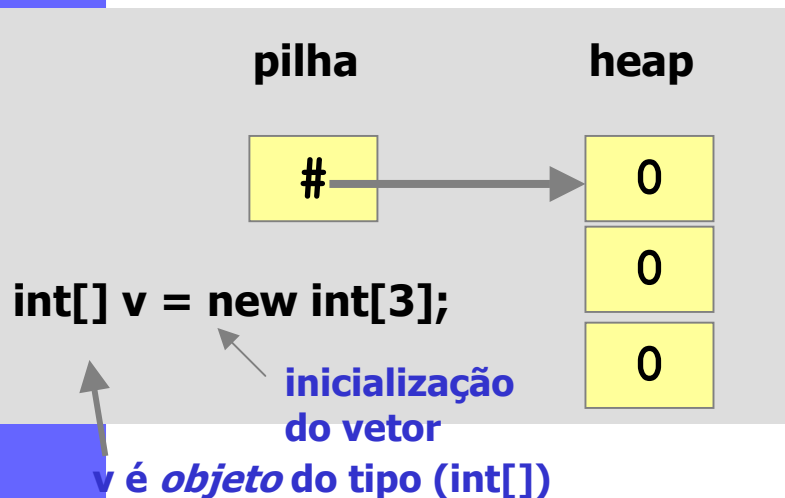 pilha heap
# 0
0
int[] v = new int[3];
0
inicialização
do vetor
v é objeto do tipo (int[])